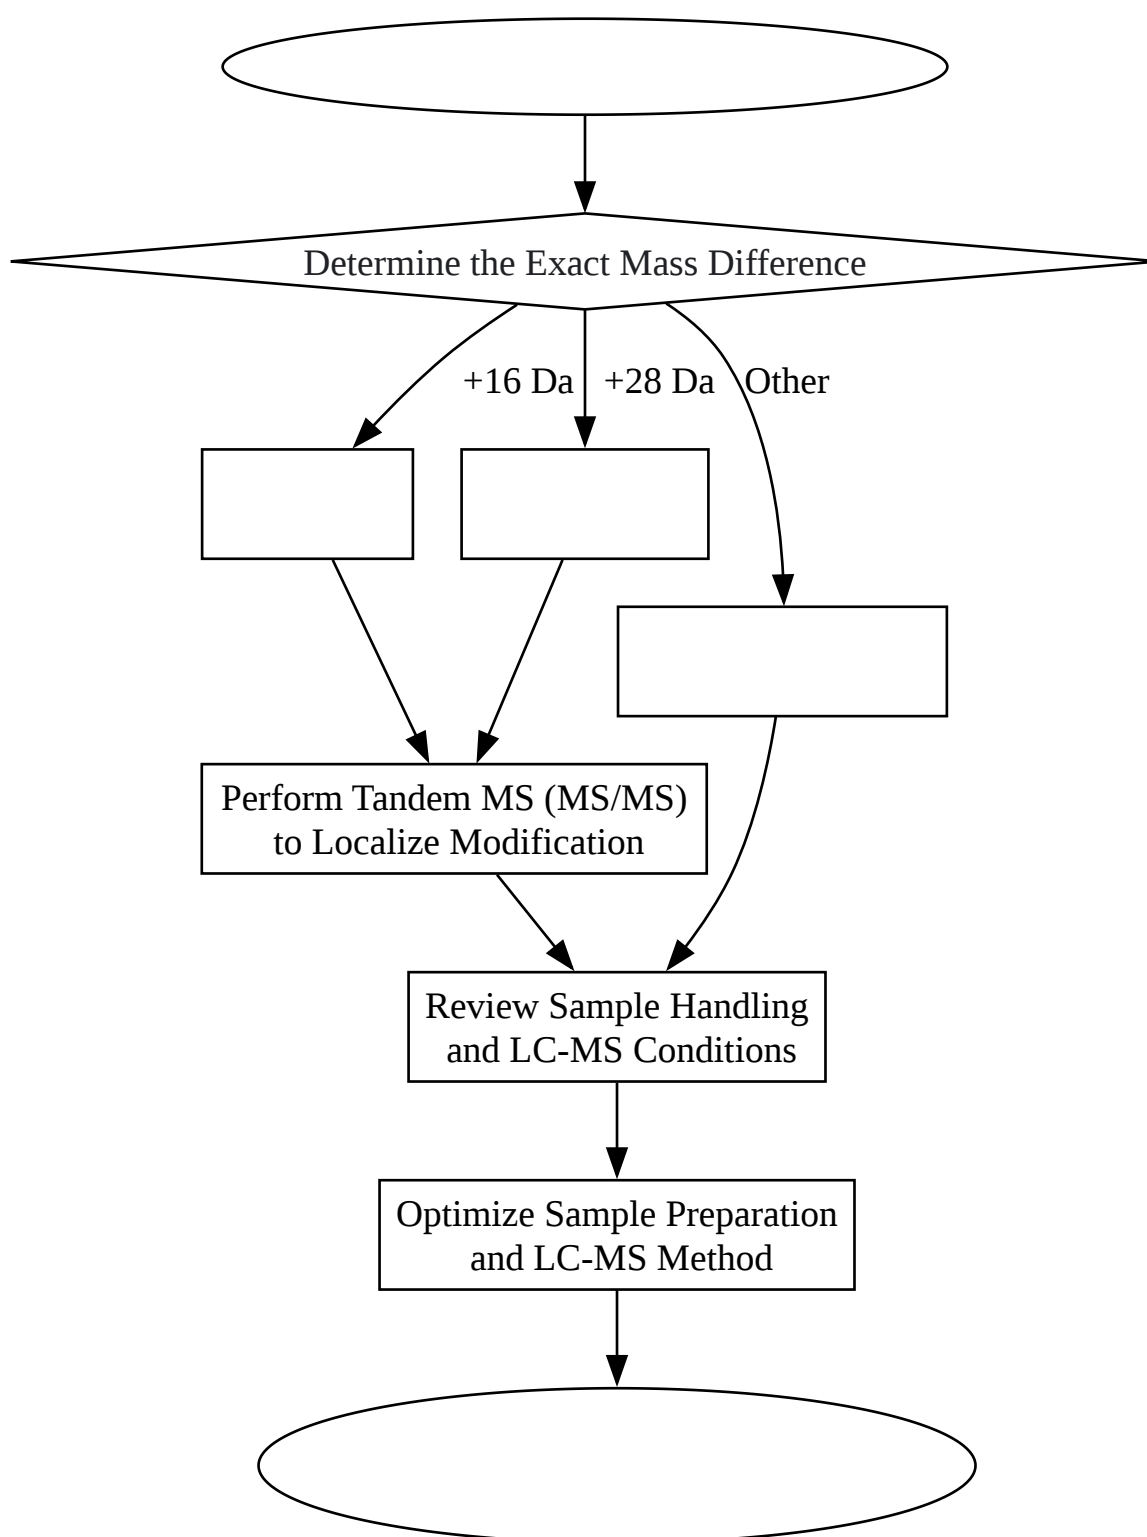 Determine the Exact Mass Difference
+16 Da
+28 Da
Other
Perform Tandem MS (MS/MS)
to Localize Modification
Review Sample Handling
and LC-MS Conditions
Optimize Sample Preparation
and LC-MS Method